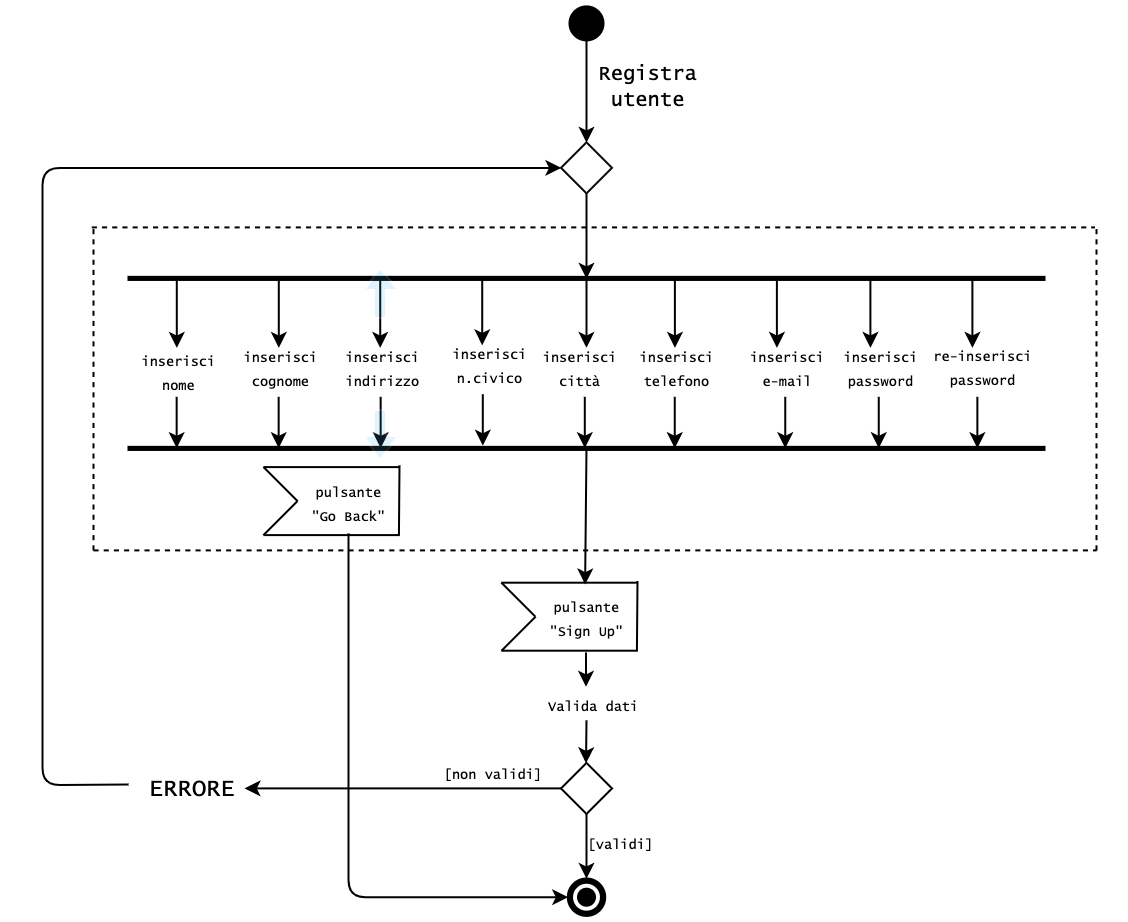 Registra
utente
inserisci
nome
inserisci
cognome
inserisci
indirizzo
inserisci
n.civico
inserisci
città
inserisci
telefono
inserisci
e-mail
inserisci
password
re-inserisci
password
pulsante
"Go Back"
pulsante
"Sign Up"
Valida dati
[non validi]
ERRORE
[validi]